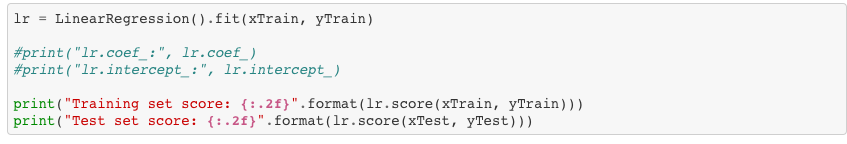 lr = LinearRegression().fit(xTrain, yTrain)
#print("lr.coef_:", lr.coef_)
#print("lr.intercept_:", lr.intercept_)
print("Training set score: {:.2f}".format(lr.score(xTrain, yTrain)))
print("Test set score: {:.2f}".format(lr.score(xTest, yTest)))